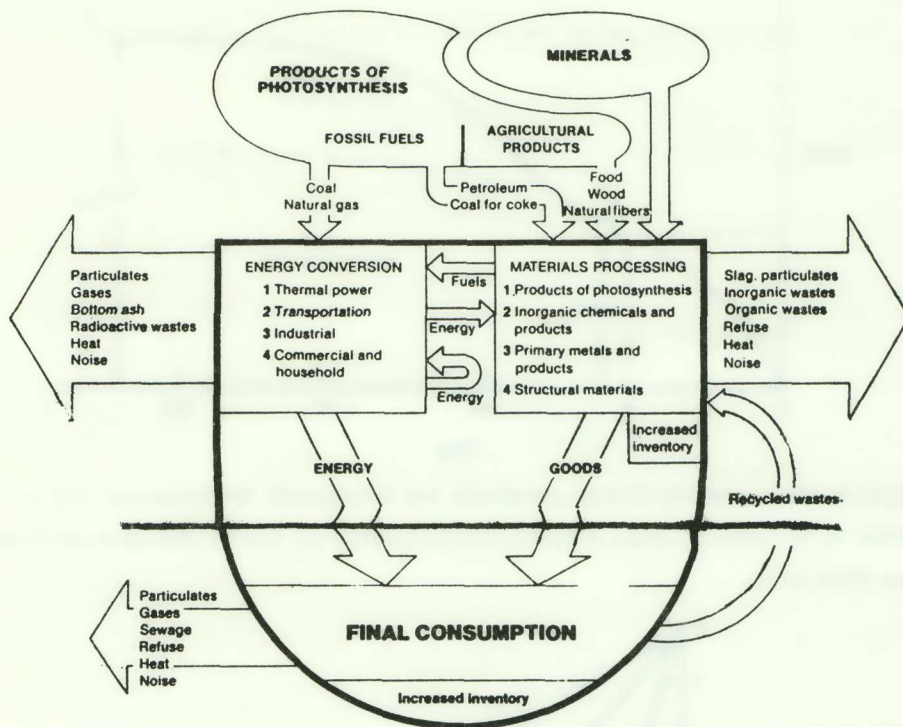 PRODUCTS OF
PHOTOSYNTHESIS
MINERALS
FOSSIL FUELS
AGRICULTURAL
PRODUCTS
Coal
Natural gas
Petroleum
Coal for coke
Food
Wood
Natural fibers
Particulates
Gases
Bottom ash
Radioactive wastes
Heat
Noise
ENERGY CONVERSION
1 Thermal power
2 Transportation
3 Industrial
4 Commercial and
household
Fuels
Energy
Energy
MATERIALS PROCESSING
1 Products of photosynthesis
2 Inorganic chemicals and
products
3 Primary metals and
products
4 Structural materials
Slag, particulates
Inorganic wastes
Organic wastes
Refuse
Heat
Noise
Increased
inventory
ENERGY
GOODS
Recycled wastes
Particulates
Gases
Sewage
Refuse
Heat
Noise
FINAL CONSUMPTION
Increased inventory